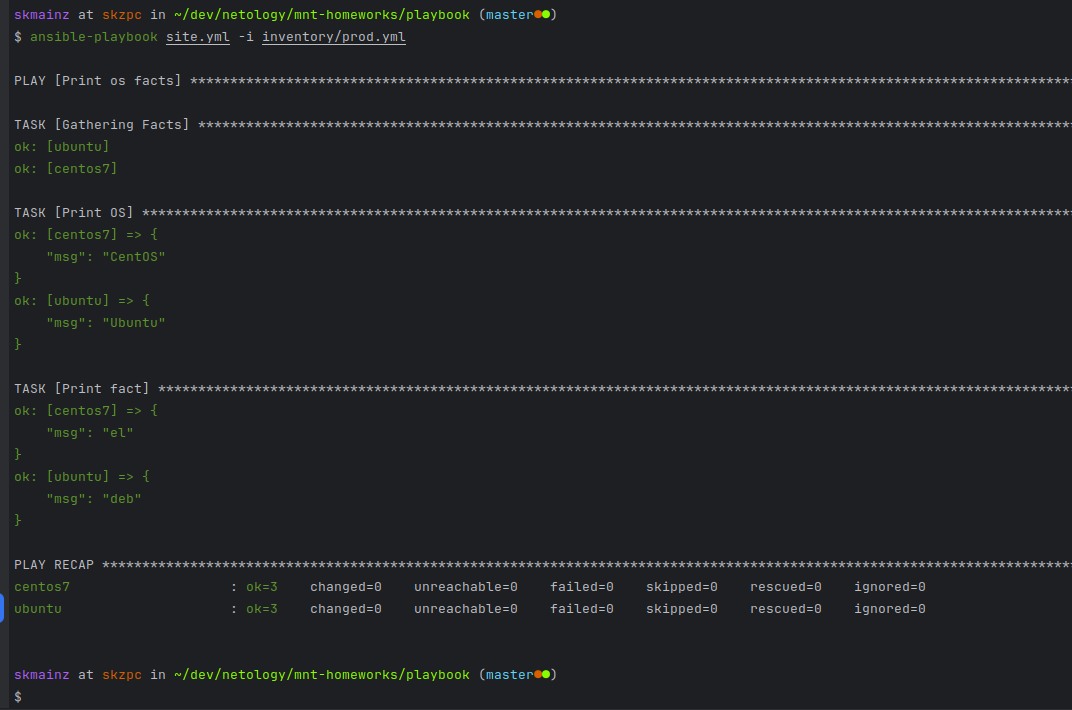 skmainz at skzpc in ~/dev/netology/mnt-homeworks/playbook (master●●)
$ ansible-playbook site.yml -i inventory/prod.yml
PLAY [Print os facts] **************************************************************************************************************
TASK [Gathering Facts] *************************************************************************************************************
ok: [ubuntu]
ok: [centos7]
TASK [Print OS] ********************************************************************************************************************
ok: [centos7] => {
    "msg": "CentOS"
}
ok: [ubuntu] => {
    "msg": "Ubuntu"
}
TASK [Print fact] ******************************************************************************************************************
ok: [centos7] => {
    "msg": "el"
}
ok: [ubuntu] => {
    "msg": "deb"
}
PLAY RECAP *************************************************************************************************************************
centos7                    : ok=3    changed=0    unreachable=0    failed=0    skipped=0    rescued=0    ignored=0
ubuntu                     : ok=3    changed=0    unreachable=0    failed=0    skipped=0    rescued=0    ignored=0
skmainz at skzpc in ~/dev/netology/mnt-homeworks/playbook (master●●)
$